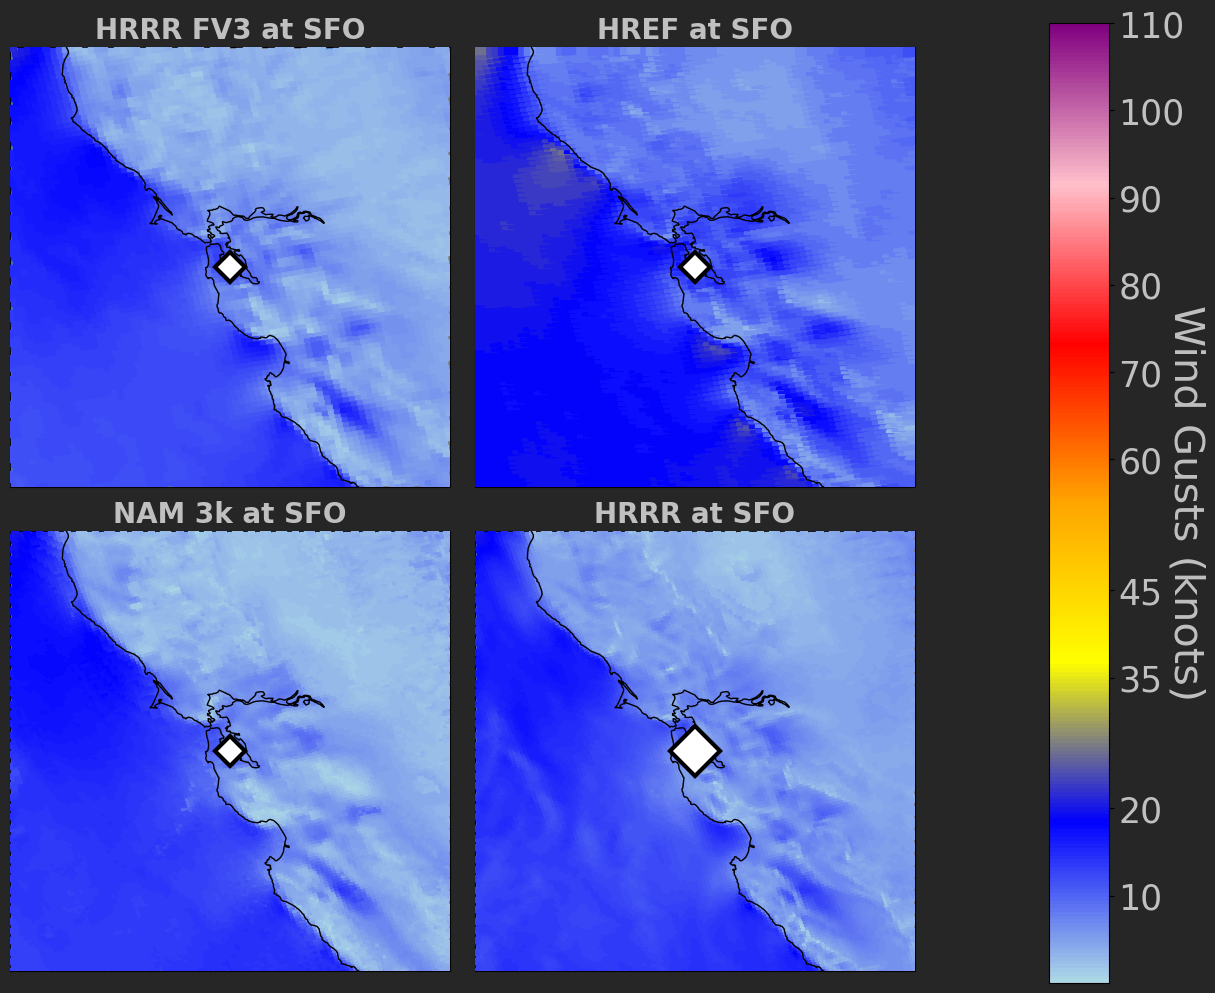 HRRR FV3 at SFO
HREF at SFO
NAM 3k at SFO
HRRR at SFO
110
100
90
80
70
60
45
35
20
10
Wind Gusts (knots)